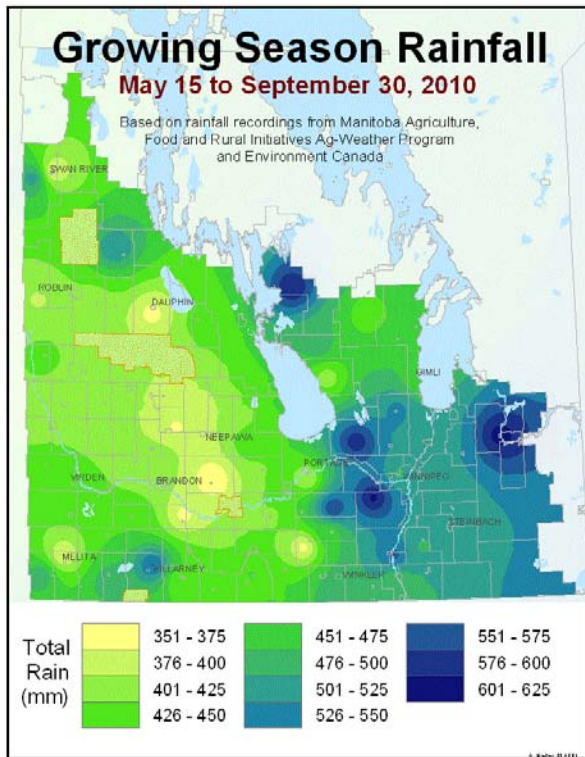 Growing Season Rainfall
May 15 to September 30, 2010
Based on rainfall recordings from Manitoba Agriculture,
Food and Rural Initiatives Ag-Weather Program
and Environment Canada
SWAN RIVER
ROBLIN
DAUPHIN
GIMLI
NEEPAWA
PORTAGE
WINNIPEG
VIRDEN
BRANDON
STEINBACH
MELITA
KILLARNEY
WINKLER
Total
Rain
(mm)
351 - 375
376 - 400
401 - 425
426 - 450
451 - 475
476 - 500
501 - 525
526 - 550
551 - 575
576 - 600
601 - 625